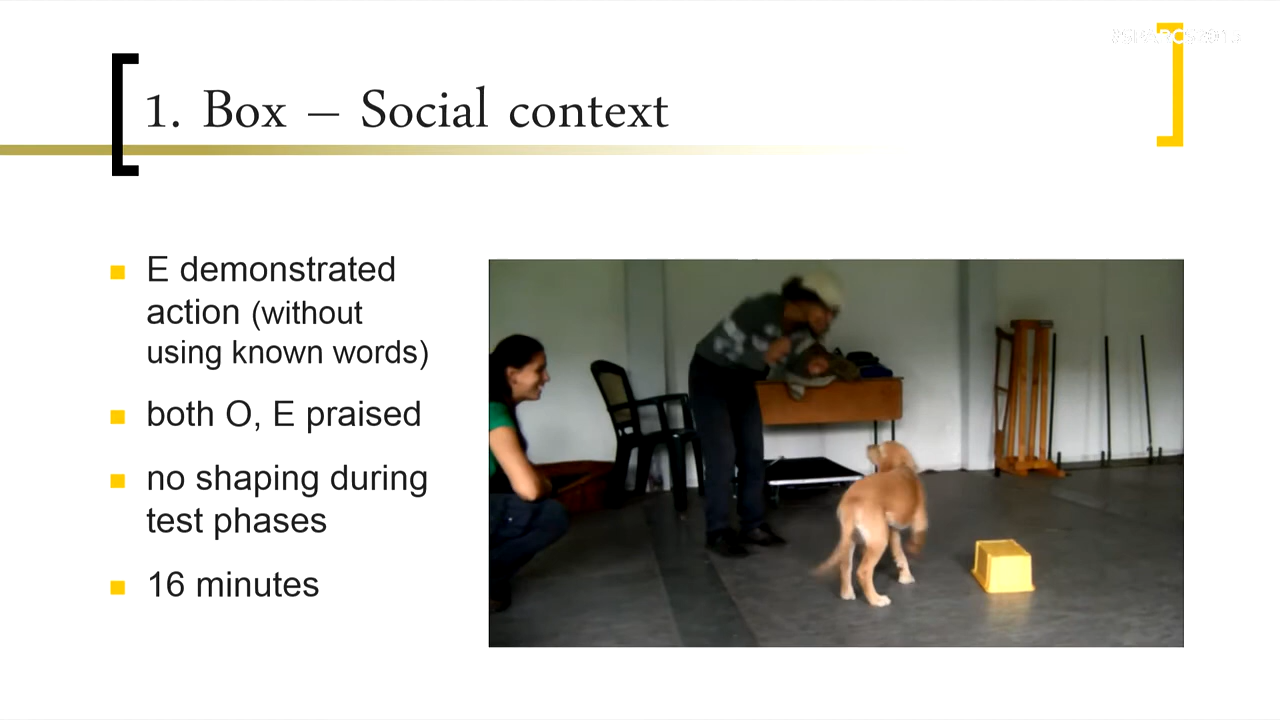 1. Box – Social context
E demonstrated
action (without
using known words)
both O, E praised
no shaping during
test phases
16 minutes